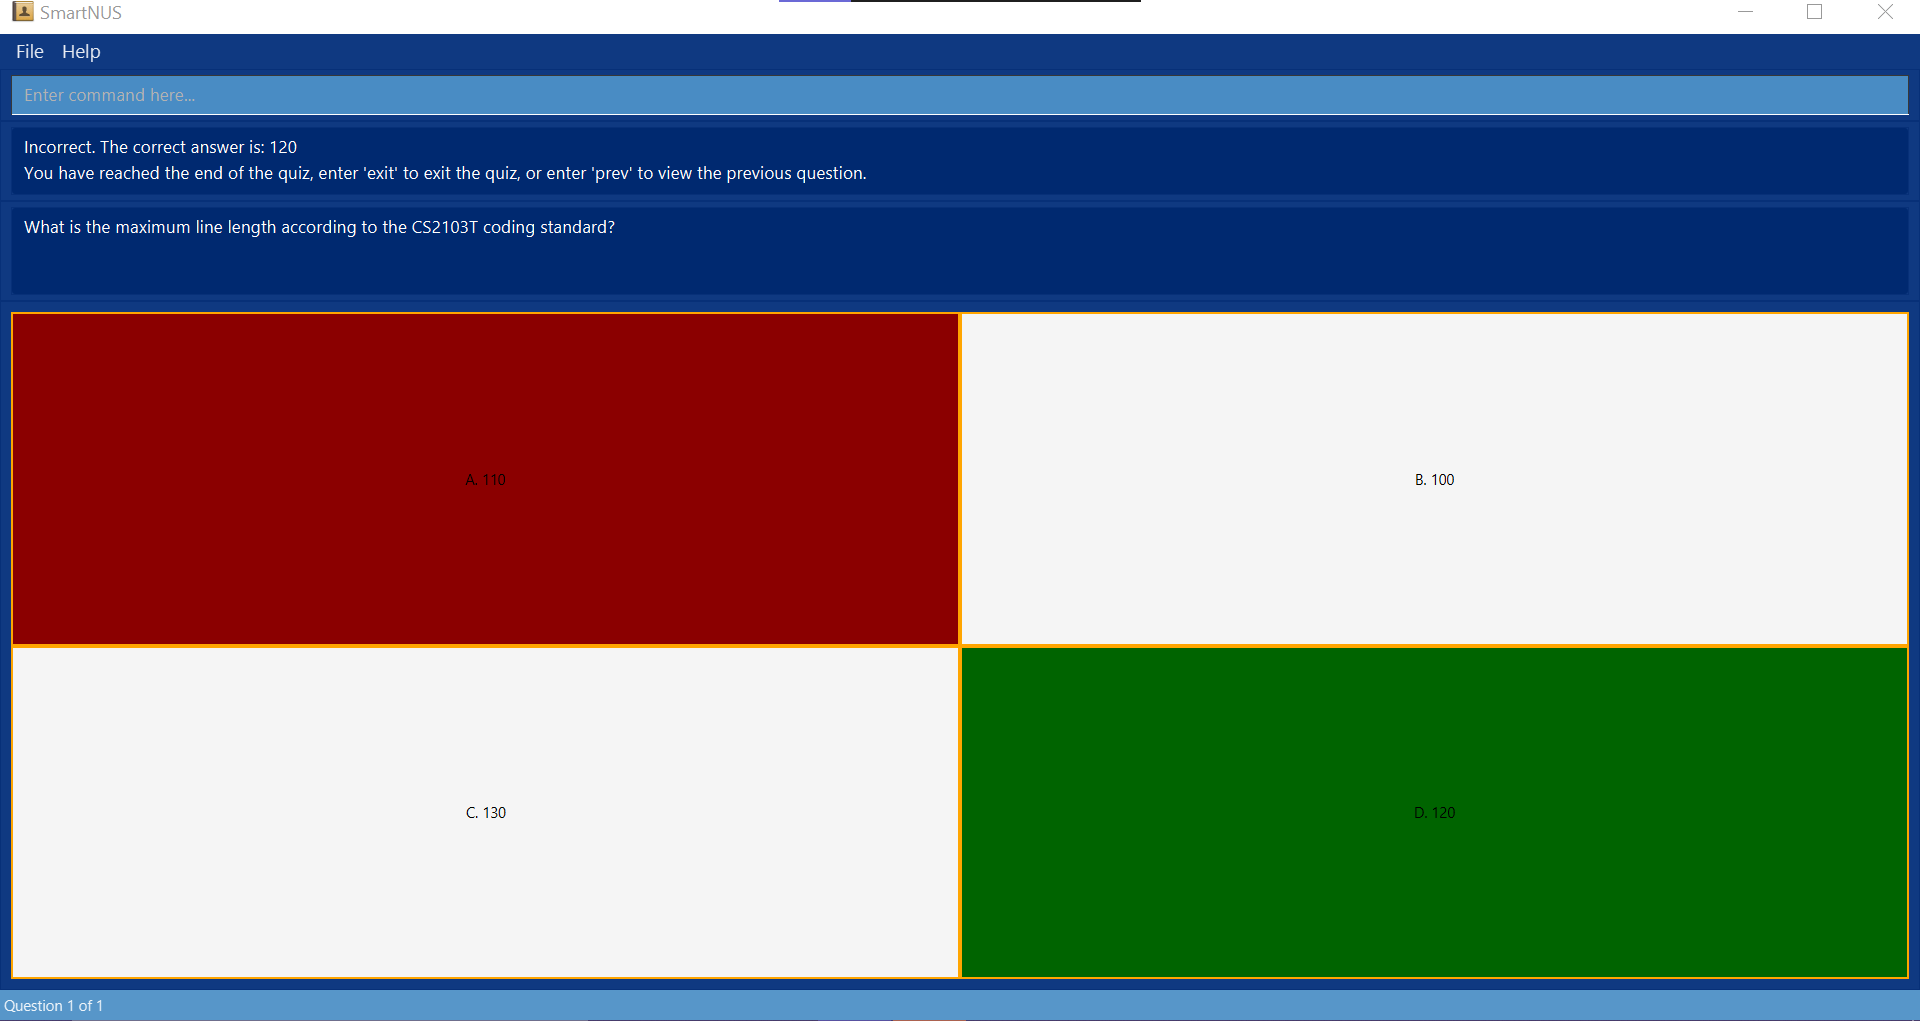 SmartNUS
File Help
Enter command here...
Incorrect. The correct answer is: 120
You have reached the end of the quiz, enter 'exit' to exit the quiz, or enter 'prev' to view the previous question.
What is the maximum line length according to the CS2103T coding standard?
A. 110
B. 100
C. 130
D. 120
Question 1 of 1